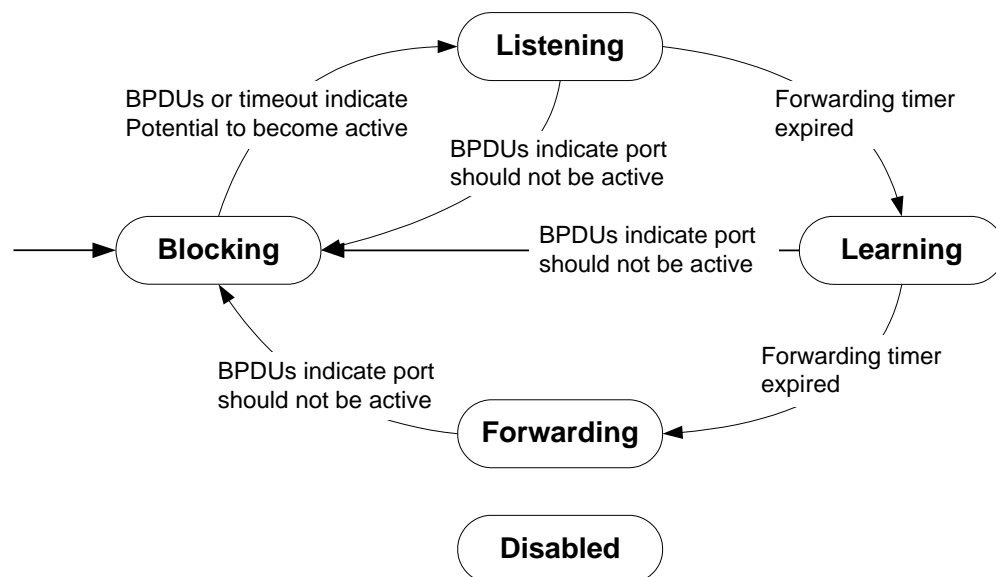 Listening
BPDUs or timeout indicate
Potential to become active
Forwarding timer
expired
BPDUs indicate port
should not be active
Blocking
BPDUs indicate port
should not be active
Learning
BPDUs indicate port
should not be active
Forwarding timer
expired
Forwarding
Disabled